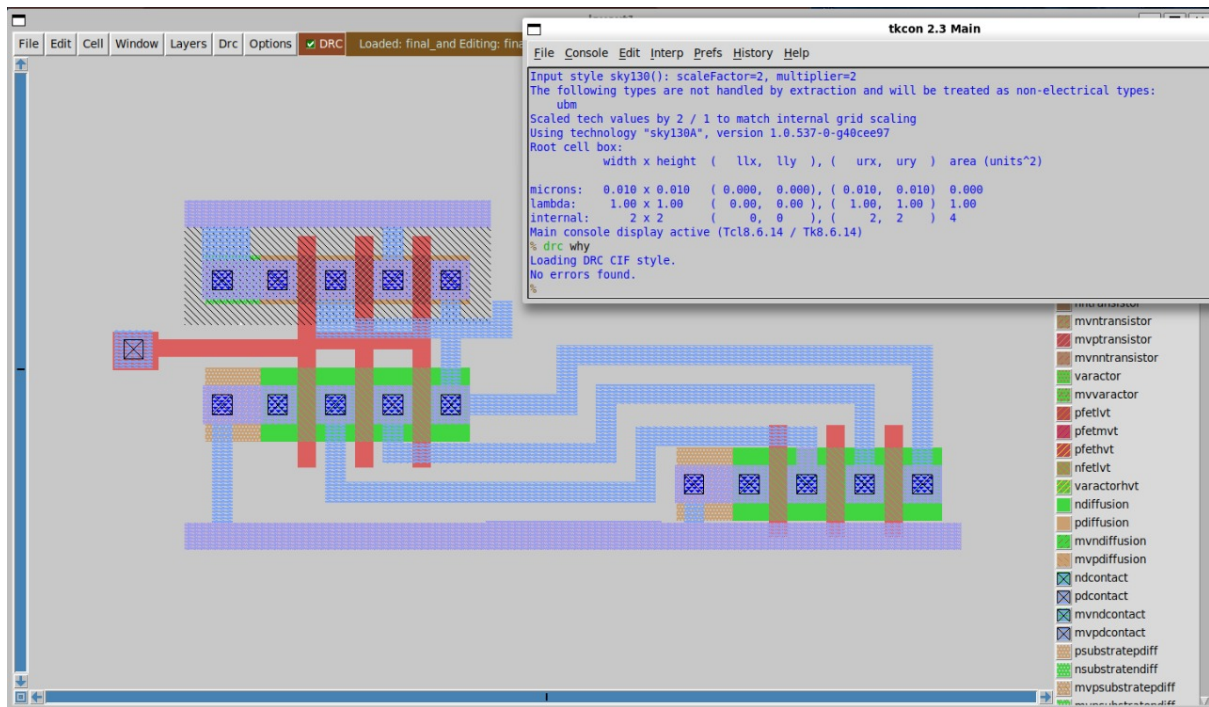 tkcon 2.3 Main
File Edit Cell Window Layers Drc Options DRC Loaded: final_and Editing: fina
File Console Edit Interp Prefs History Help
Input style sky130(): scaleFactor=2, multiplier=2
The following types are not handled by extraction and will be treated as non-electrical types:
ubm
Scaled tech values by 2 / 1 to match internal grid scaling
Using technology "sky130A", version 1.0.537-0-g40cee97
Root cell box:
width x height ( llx, lly ), ( urx, ury ) area (units^2)
microns: 0.010 x 0.010 ( 0.000, 0.000), ( 0.010, 0.010) 0.000
lambda: 1.00 x 1.00 ( 0.00, 0.00 ), ( 1.00, 1.00 ) 1.00
internal: 2 x 2 ( 0, 0 ), ( 2, 2 ) 4
Main console display active (Tcl8.6.14 / Tk8.6.14)
% drc why
Loading DRC CIF style.
No errors found.
%
mvntransistor
mvptransistor
mvnntransistor
varactor
mvvaractor
pfetlvt
pfetmvt
pfethvt
nfetlvt
varactorhvt
ndiffusion
pdiffusion
mvndiffusion
mvpdiffusion
ndcontact
pdcontact
mvndcontact
mvpdcontact
psubstratepdiff
nsubstratendiff
mvpsubstratepdiff